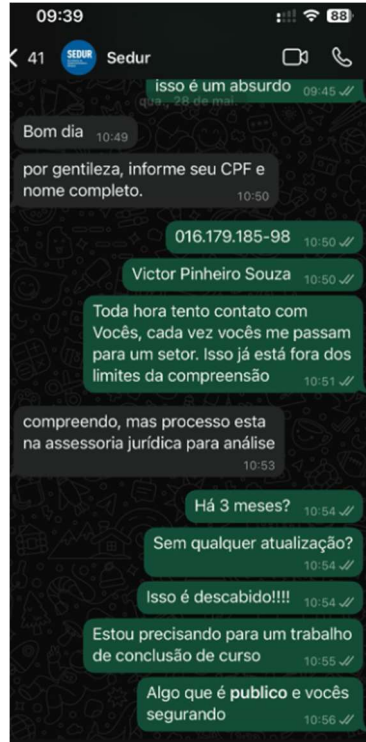 09:39
88
41 SEDUR Sedur
isso é um absurdo 09:45
qua., 28 de mai.
Bom dia 10:49
por gentileza, informe seu CPF e
nome completo. 10:50
016.179.185-98 10:50
Victor Pinheiro Souza 10:50
Toda hora tento contato com
Vocês, cada vez vocês me passam
para um setor. Isso já está fora dos
limites da compreensão 10:51
compreendo, mas processo esta
na assessoria jurídica para análise
10:53
Há 3 meses? 10:54
Sem qualquer atualização?
10:54
Isso é descabido!!!! 10:54
Estou precisando para um trabalho
de conclusão de curso 10:55
Algo que é publico e vocês
segurando 10:56